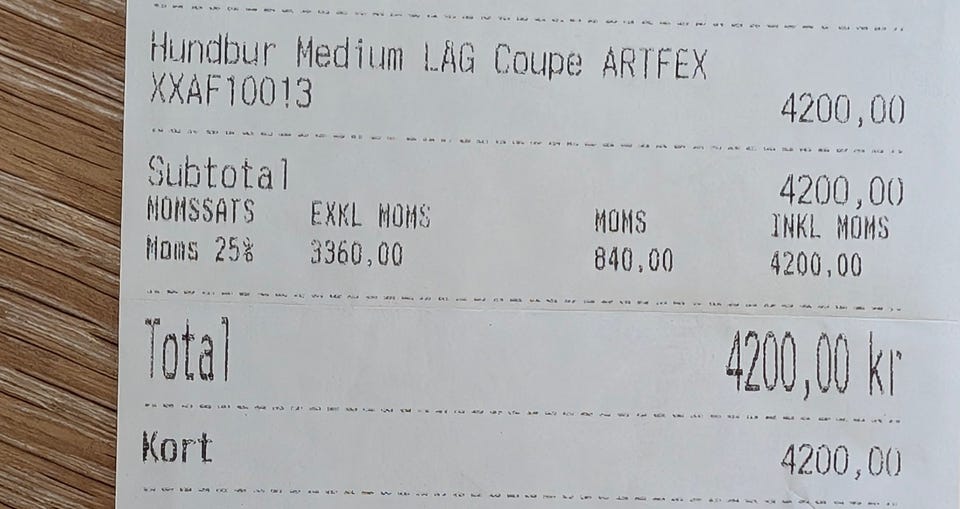 Hundbur Medium LÅG Coupe ARTFEX
XXAF10013 4200,00
Subtotal 4200,00
MOMSSATS EXKL MOMS MOMS INKL MOMS
Moms 25% 3360,00 840,00 4200,00
Total 4200,00 kr
Kort 4200,00